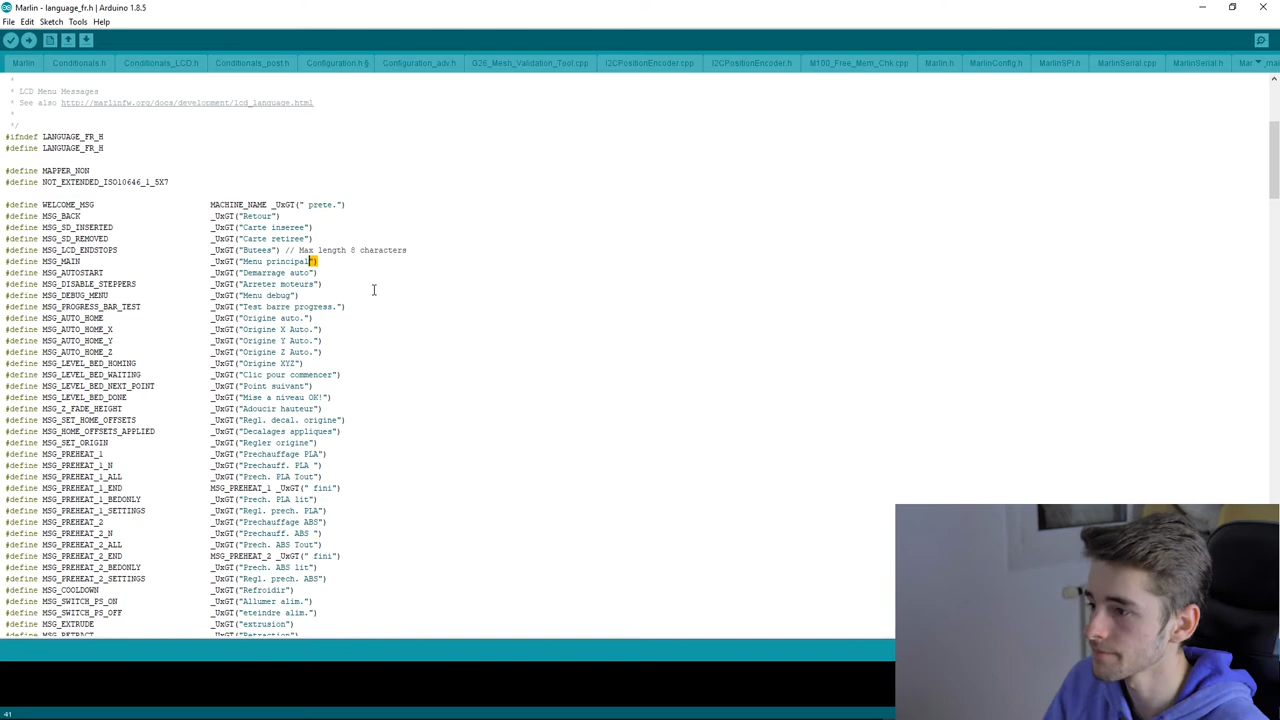 Marlin - language_fr.h | Arduino 1.8.5
File Edit Sketch Tools Help
Marlin Conditionals.h Conditionals_LCD.h Conditionals_post.h Configuration.h § Configuration_adv.h G26_Mesh_Validation_Tool.cpp I2CPositionEncoder.cpp I2CPositionEncoder.h M100_Free_Mem_Chk.cpp Marlin.h MarlinConfig.h MarlinSPI.h MarlinSerial.cpp MarlinSerial.h Mar
*
* LCD Menu Messages
* See also http://marlinfw.org/docs/development/lcd_language.html
*
*/
#ifndef LANGUAGE_FR_H
#define LANGUAGE_FR_H
#define MAPPER_NON
#define NOT_EXTENDED_ISO10646_1_5X7
#define WELCOME_MSG MACHINE_NAME _UxGT(" prete.")
#define MSG_BACK _UxGT("Retour")
#define MSG_SD_INSERTED _UxGT("Carte inseree")
#define MSG_SD_REMOVED _UxGT("Carte retiree")
#define MSG_LCD_ENDSTOPS _UxGT("Butees") // Max length 8 characters
#define MSG_MAIN _UxGT("Menu principal")
#define MSG_AUTOSTART _UxGT("Demarrage auto")
#define MSG_DISABLE_STEPPERS _UxGT("Arreter moteurs")
#define MSG_DEBUG_MENU _UxGT("Menu debug")
#define MSG_PROGRESS_BAR_TEST _UxGT("Test barre progress.")
#define MSG_AUTO_HOME _UxGT("Origine auto.")
#define MSG_AUTO_HOME_X _UxGT("Origine X Auto.")
#define MSG_AUTO_HOME_Y _UxGT("Origine Y Auto.")
#define MSG_AUTO_HOME_Z _UxGT("Origine Z Auto.")
#define MSG_LEVEL_BED_HOMING _UxGT("Origine XYZ")
#define MSG_LEVEL_BED_WAITING _UxGT("Clic pour commencer")
#define MSG_LEVEL_BED_NEXT_POINT _UxGT("Point suivant")
#define MSG_LEVEL_BED_DONE _UxGT("Mise a niveau OK!")
#define MSG_Z_FADE_HEIGHT _UxGT("Adoucir hauteur")
#define MSG_SET_HOME_OFFSETS _UxGT("Regl. decal. origine")
#define MSG_HOME_OFFSETS_APPLIED _UxGT("Decalages appliques")
#define MSG_SET_ORIGIN _UxGT("Regler origine")
#define MSG_PREHEAT_1 _UxGT("Prechauffage PLA")
#define MSG_PREHEAT_1_N _UxGT("Prechauff. PLA ")
#define MSG_PREHEAT_1_ALL _UxGT("Prech. PLA Tout")
#define MSG_PREHEAT_1_END MSG_PREHEAT_1 _UxGT(" fini")
#define MSG_PREHEAT_1_BEDONLY _UxGT("Prech. PLA lit")
#define MSG_PREHEAT_1_SETTINGS _UxGT("Regl. prech. PLA")
#define MSG_PREHEAT_2 _UxGT("Prechauffage ABS")
#define MSG_PREHEAT_2_N _UxGT("Prechauff. ABS ")
#define MSG_PREHEAT_2_ALL _UxGT("Prech. ABS Tout")
#define MSG_PREHEAT_2_END MSG_PREHEAT_2 _UxGT(" fini")
#define MSG_PREHEAT_2_BEDONLY _UxGT("Prech. ABS lit")
#define MSG_PREHEAT_2_SETTINGS _UxGT("Regl. prech. ABS")
#define MSG_COOLDOWN _UxGT("Refroidir")
#define MSG_SWITCH_PS_ON _UxGT("Allumer alim.")
#define MSG_SWITCH_PS_OFF _UxGT("eteindre alim.")
#define MSG_EXTRUDE _UxGT("extrusion")
#define MSG_RETRACT _UxGT("Retraction")
41